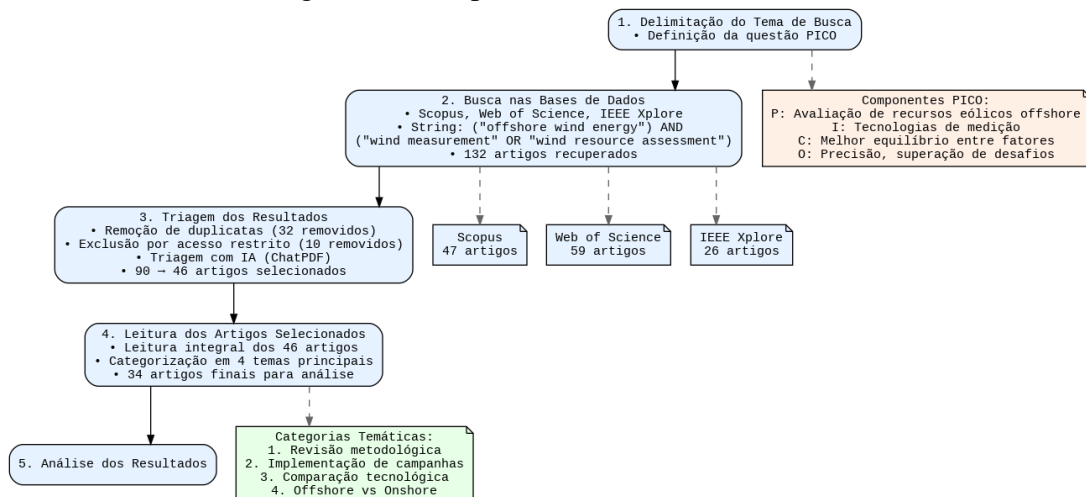 1. Delimitação do Tema de Busca
• Definição da questão PICO
2. Busca nas Bases de Dados
• Scopus, Web of Science, IEEE Xplore
• String: ("offshore wind energy") AND
("wind measurement" OR "wind resource assessment")
• 132 artigos recuperados
Componentes PICO:
P: Avaliação de recursos eólicos offshore
I: Tecnologias de medição
C: Melhor equilíbrio entre fatores
O: Precisão, superação de desafios
3. Triagem dos Resultados
• Remoção de duplicatas (32 removidos)
• Exclusão por acesso restrito (10 removidos)
• Triagem com IA (ChatPDF)
• 90 → 46 artigos selecionados
Scopus
47 artigos
Web of Science
59 artigos
IEEE Xplore
26 artigos
4. Leitura dos Artigos Selecionados
• Leitura integral dos 46 artigos
• Categorização em 4 temas principais
• 34 artigos finais para análise
5. Análise dos Resultados
Categorias Temáticas:
1. Revisão metodológica
2. Implementação de campanhas
3. Comparação tecnológica
4. Offshore vs Onshore